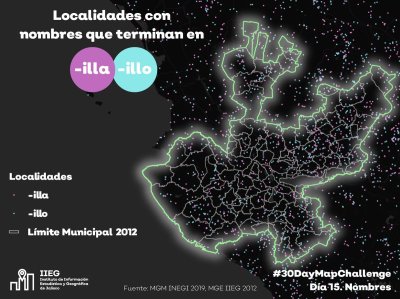 Localidades con
nombres que terminan en
-illa -illo
Localidades
-illa
-illo
Límite Municipal 2012
IIEG
Instituto de Información
Estadística y Geográfica
de Jalisco
Fuente: MGM INEGI 2019, MGE IIEG 2012
#30DayMapChallenge
Día 15. Nombres